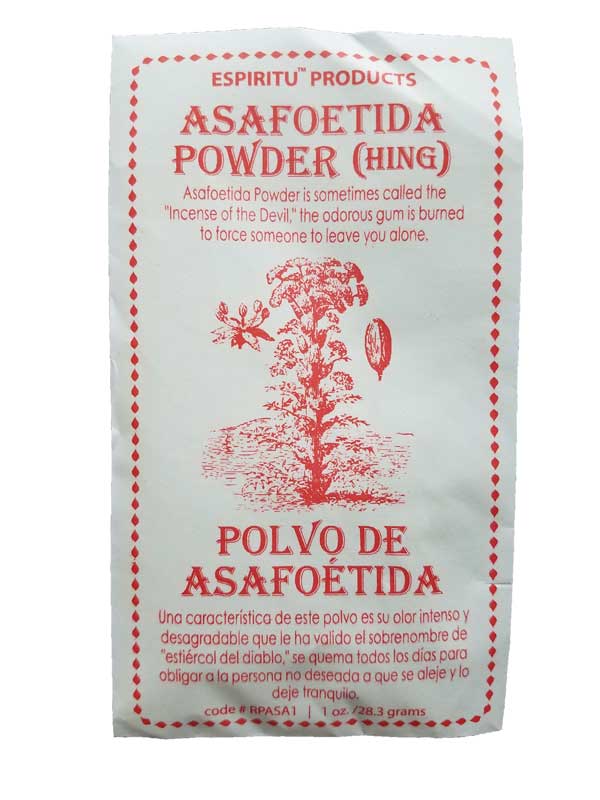 ESPIRITU™ PRODUCTS
ASAFOETIDA
POWDER (HING)
Asafoetida Powder is sometimes called the
"Incense of the Devil," the odorous gum is burned
to force someone to leave you alone.
POLVO DE
ASAFOÉTIDA
Una característica de este polvo es su olor intenso y
desagradable que le ha valido el sobrenombre de
"estiércol del diablo," se quema todos los días para
obligar a la persona no deseada a que se aleje y lo
deje tranquilo.
code # RPASA1 | 1 oz. /28.3 grams